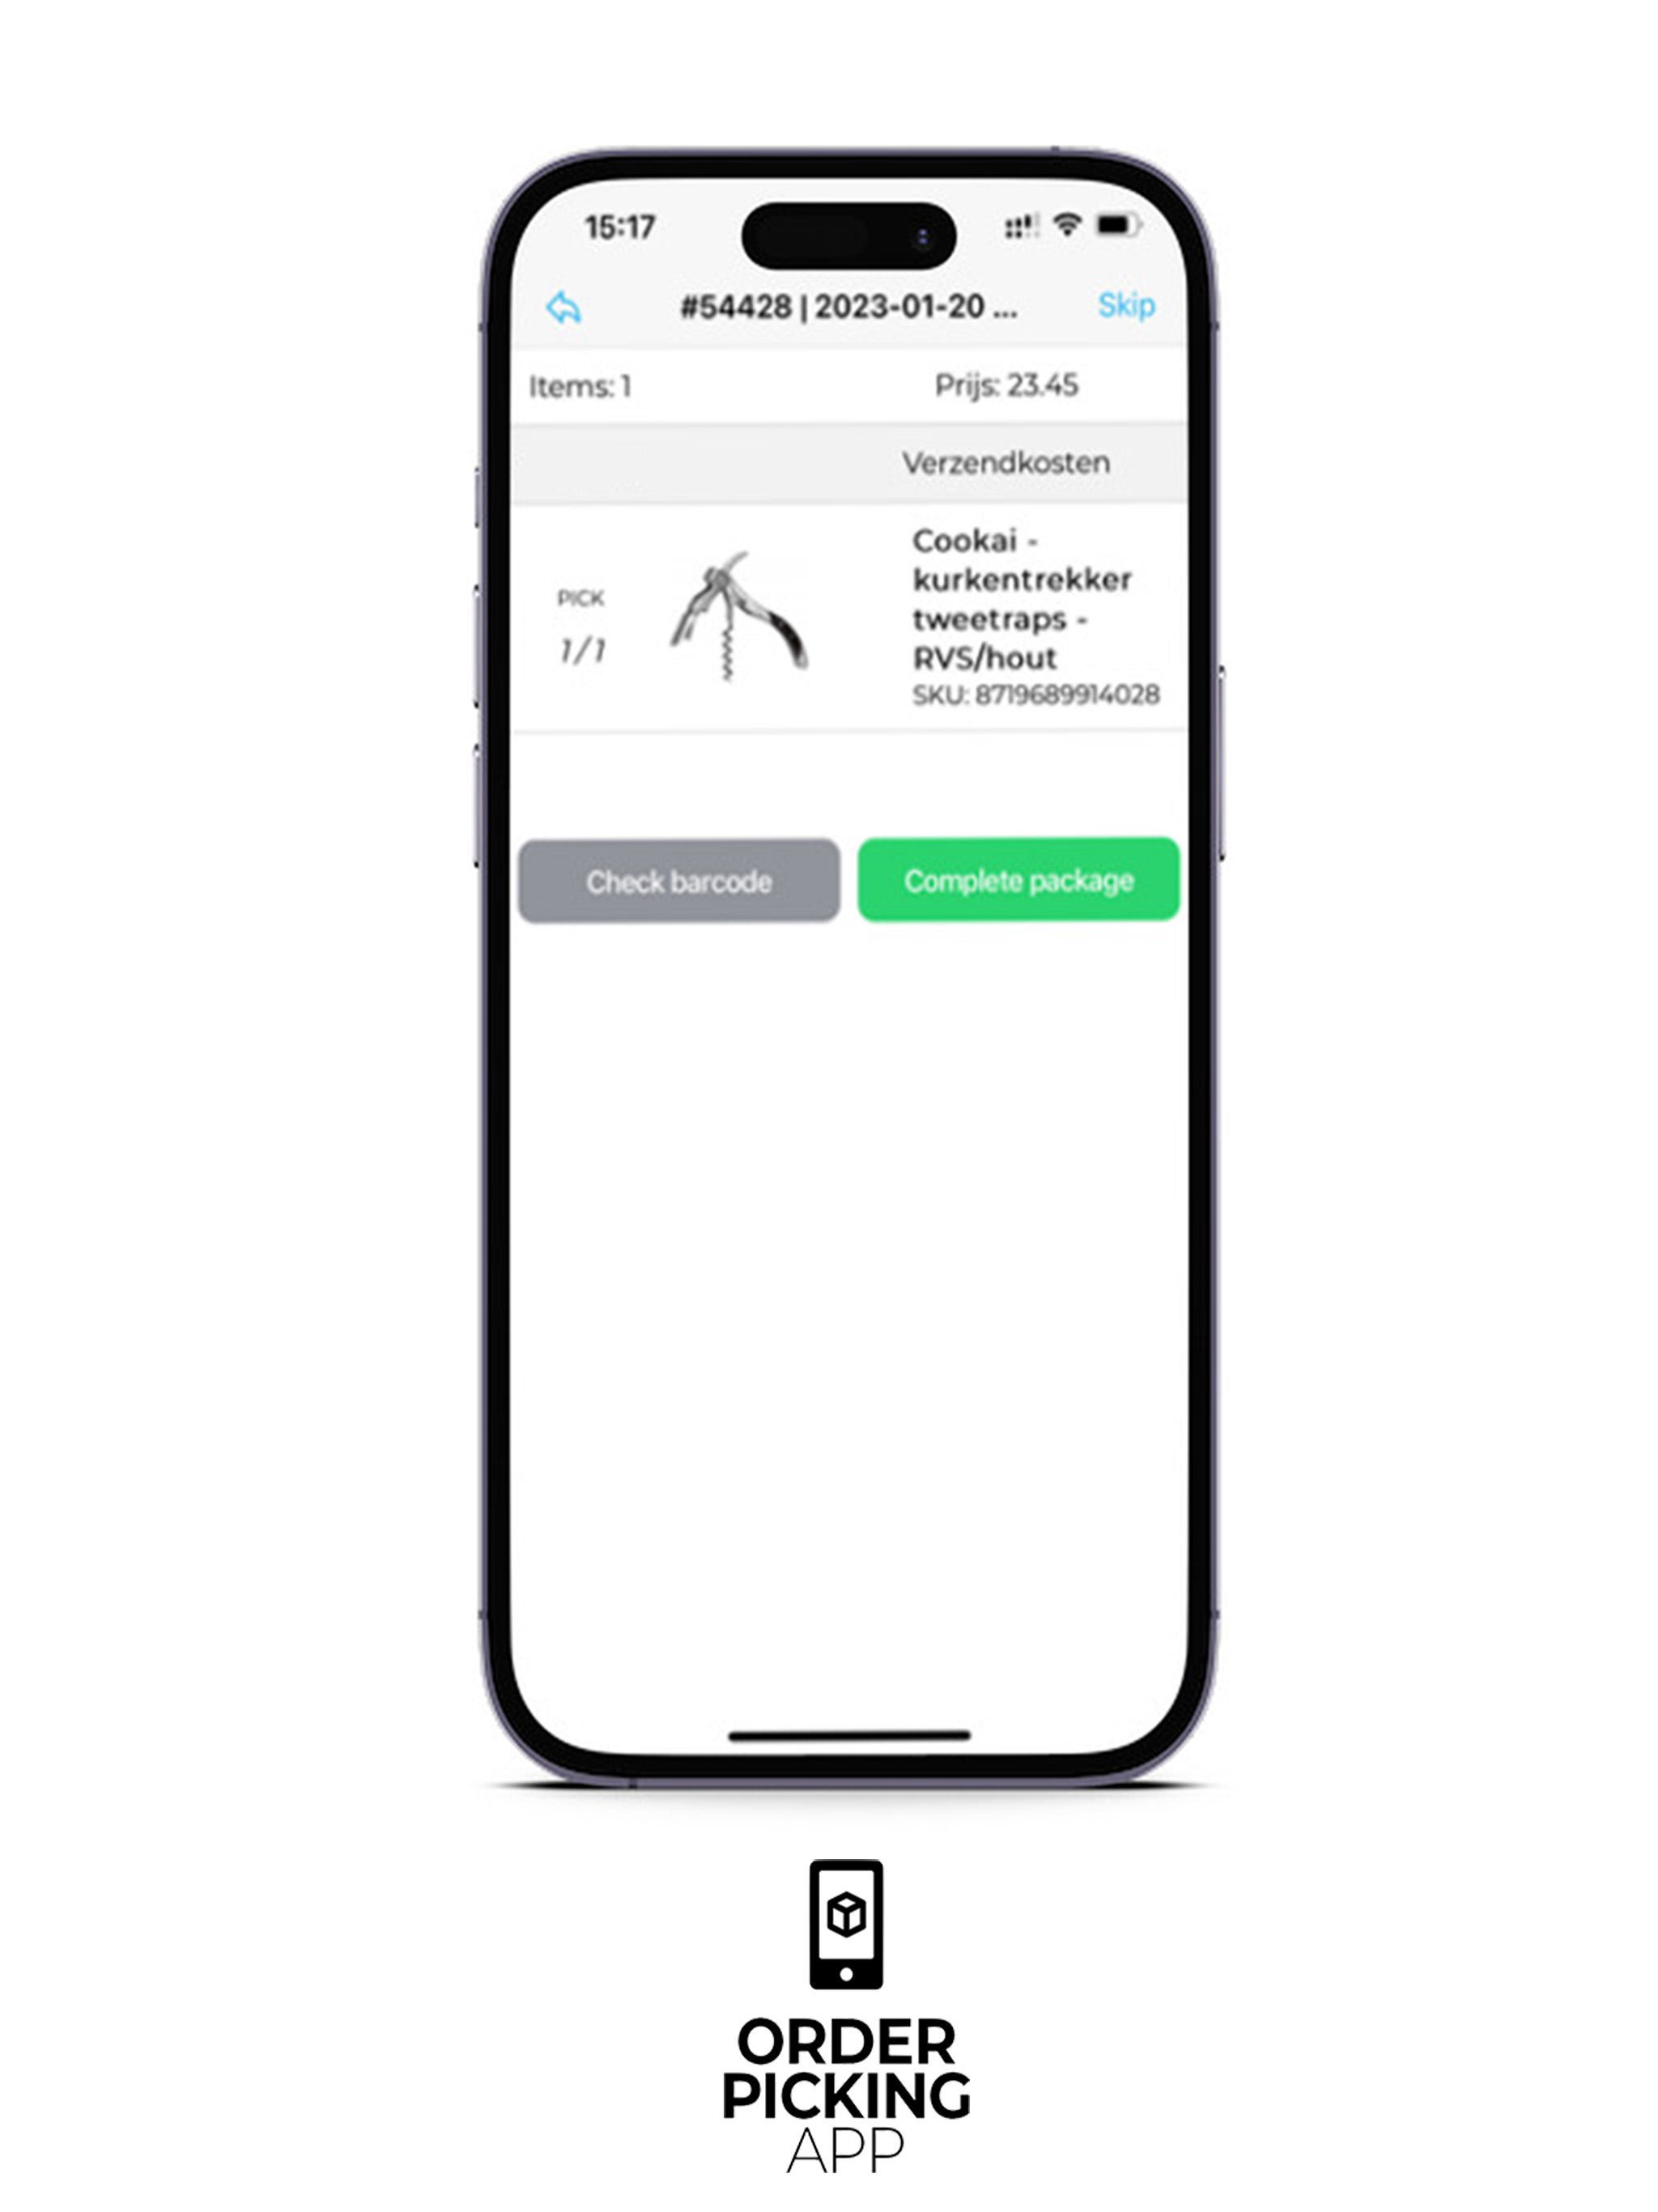 15:17
#54428 | 2023-01-20 ...
Skip
Items: 1
Prijs: 23.45
Verzendkosten
PICK
1/1
Cookai -
kurkentrekker
tweetraps -
RVS/hout
SKU: 8719689914028
Check barcode
Complete package
ORDER
PICKING
APP